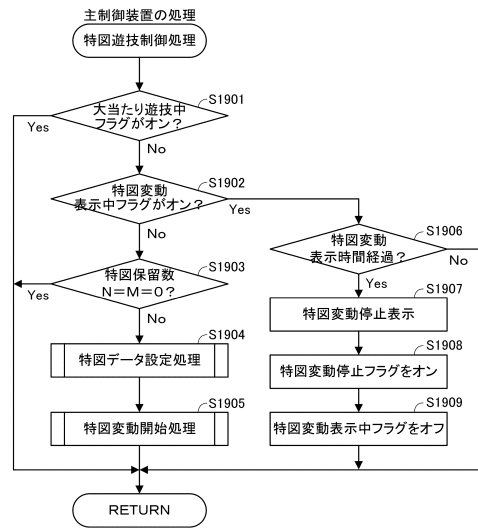 主制御装置の処理
特図遊技制御処理
S1901
大当たり遊技中
フラグがオン?
Yes
No
S1902
特図変動
表示中フラグがオン?
Yes
No
S1906
特図変動
表示時間経過?
No
Yes
S1903
特図保留数
N=M=0?
Yes
No
S1907
特図変動停止表示
S1904
特図データ設定処理
S1908
特図変動停止フラグをオン
S1905
特図変動開始処理
S1909
特図変動表示中フラグをオフ
RETURN